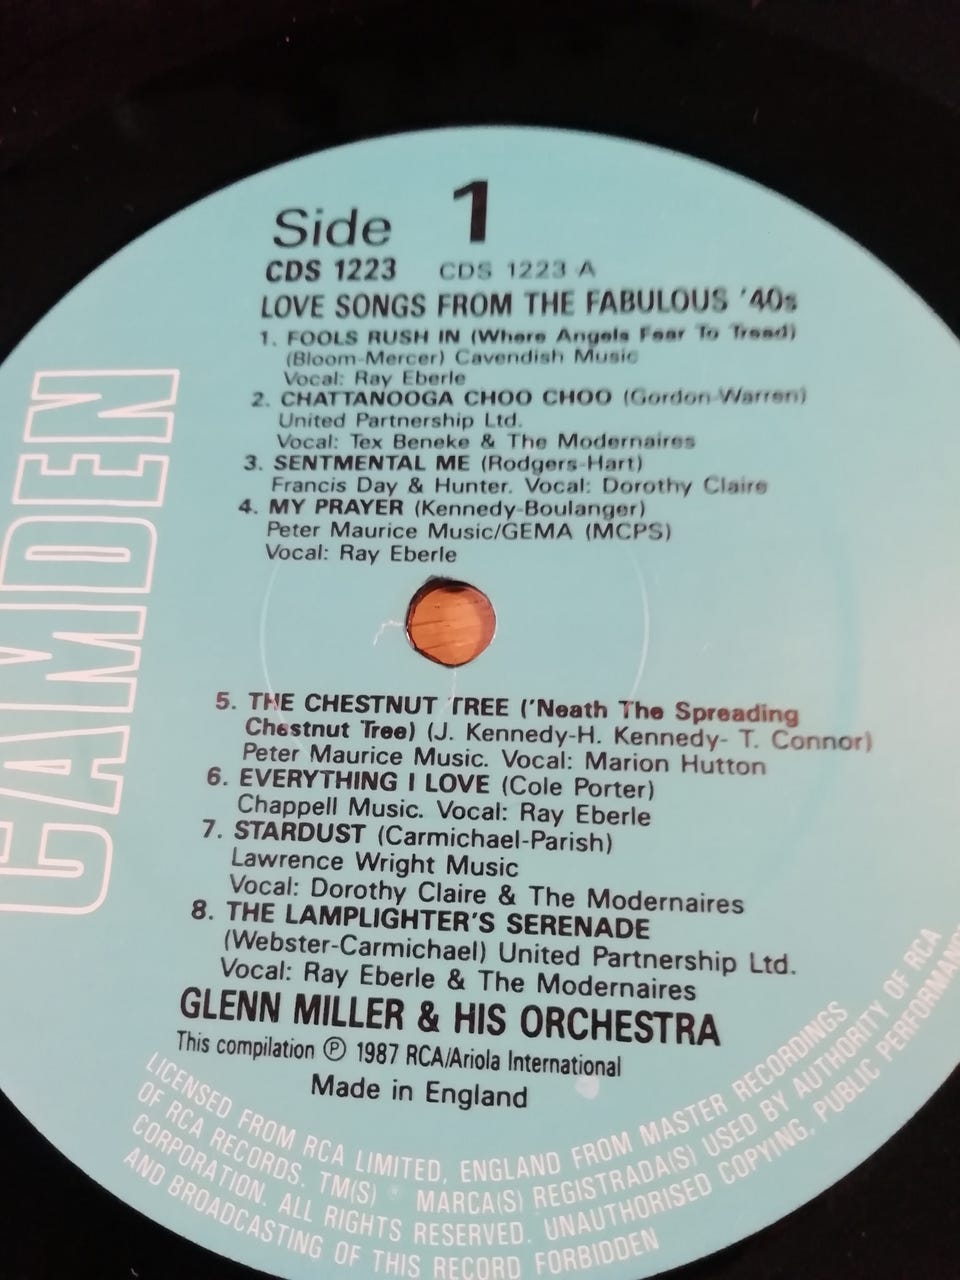 Side 1
CDS 1223 CDS 1223 A
LOVE SONGS FROM THE FABULOUS '40s
1. FOOLS RUSH IN (Where Angels Fear To Tread)
(Bloom-Mercer) Cavendish Music
Vocal: Ray Eberle
2. CHATTANOOGA CHOO CHOO (Gordon-Warren)
United Partnership Ltd.
Vocal: Tex Beneke & The Modernaires
3. SENTMENTAL ME (Rodgers-Hart)
Francis Day & Hunter. Vocal: Dorothy Claire
4. MY PRAYER (Kennedy-Boulanger)
Peter Maurice Music/GEMA (MCPS)
Vocal: Ray Eberle
5. THE CHESTNUT TREE ('Neath The Spreading
Chestnut Tree) (J. Kennedy-H. Kennedy- T. Connor)
Peter Maurice Music. Vocal: Marion Hutton
6. EVERYTHING I LOVE (Cole Porter)
Chappell Music. Vocal: Ray Eberle
7. STARDUST (Carmichael-Parish)
Lawrence Wright Music
Vocal: Dorothy Claire & The Modernaires
8. THE LAMPLIGHTER'S SERENADE
(Webster-Carmichael) United Partnership Ltd.
Vocal: Ray Eberle & The Modernaires
GLENN MILLER & HIS ORCHESTRA
This compilation Ⓟ 1987 RCA/Ariola International
Made in England
CAMDEN
LICENSED FROM RCA LIMITED, ENGLAND FROM MASTER RECORDINGS
OF RCA RECORDS. TM(S) ® MARCA(S) REGISTRADA(S) USED BY AUTHORITY OF RCA
CORPORATION. ALL RIGHTS RESERVED. UNAUTHORISED COPYING, PUBLIC PERFORMANCE
AND BROADCASTING OF THIS RECORD FORBIDDEN